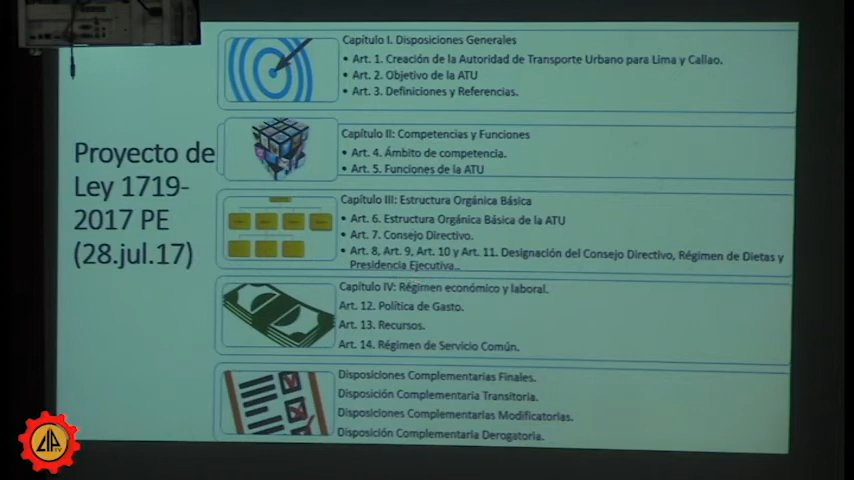 Proyecto de
Ley 1719-
2017 PE
(28.jul.17)
Capítulo I. Disposiciones Generales
• Art. 1. Creación de la Autoridad de Transporte Urbano para Lima y Callao.
• Art. 2. Objetivo de la ATU
• Art. 3. Definiciones y Referencias.
Capítulo II: Competencias y Funciones
• Art. 4. Ámbito de competencia.
• Art. 5. Funciones de la ATU
Capítulo III: Estructura Orgánica Básica
• Art. 6. Estructura Orgánica Básica de la ATU
• Art. 7. Consejo Directivo.
• Art. 8, Art. 9, Art. 10 y Art. 11. Designación del Consejo Directivo, Régimen de Dietas y
Presidencia Ejecutiva..
Capítulo IV: Régimen económico y laboral.
Art. 12. Política de Gasto.
Art. 13. Recursos.
Art. 14. Régimen de Servicio Común.
Disposiciones Complementarias Finales.
Disposición Complementaria Transitoria.
Disposiciones Complementarias Modificatorias.
Disposición Complementaria Derogatoria.